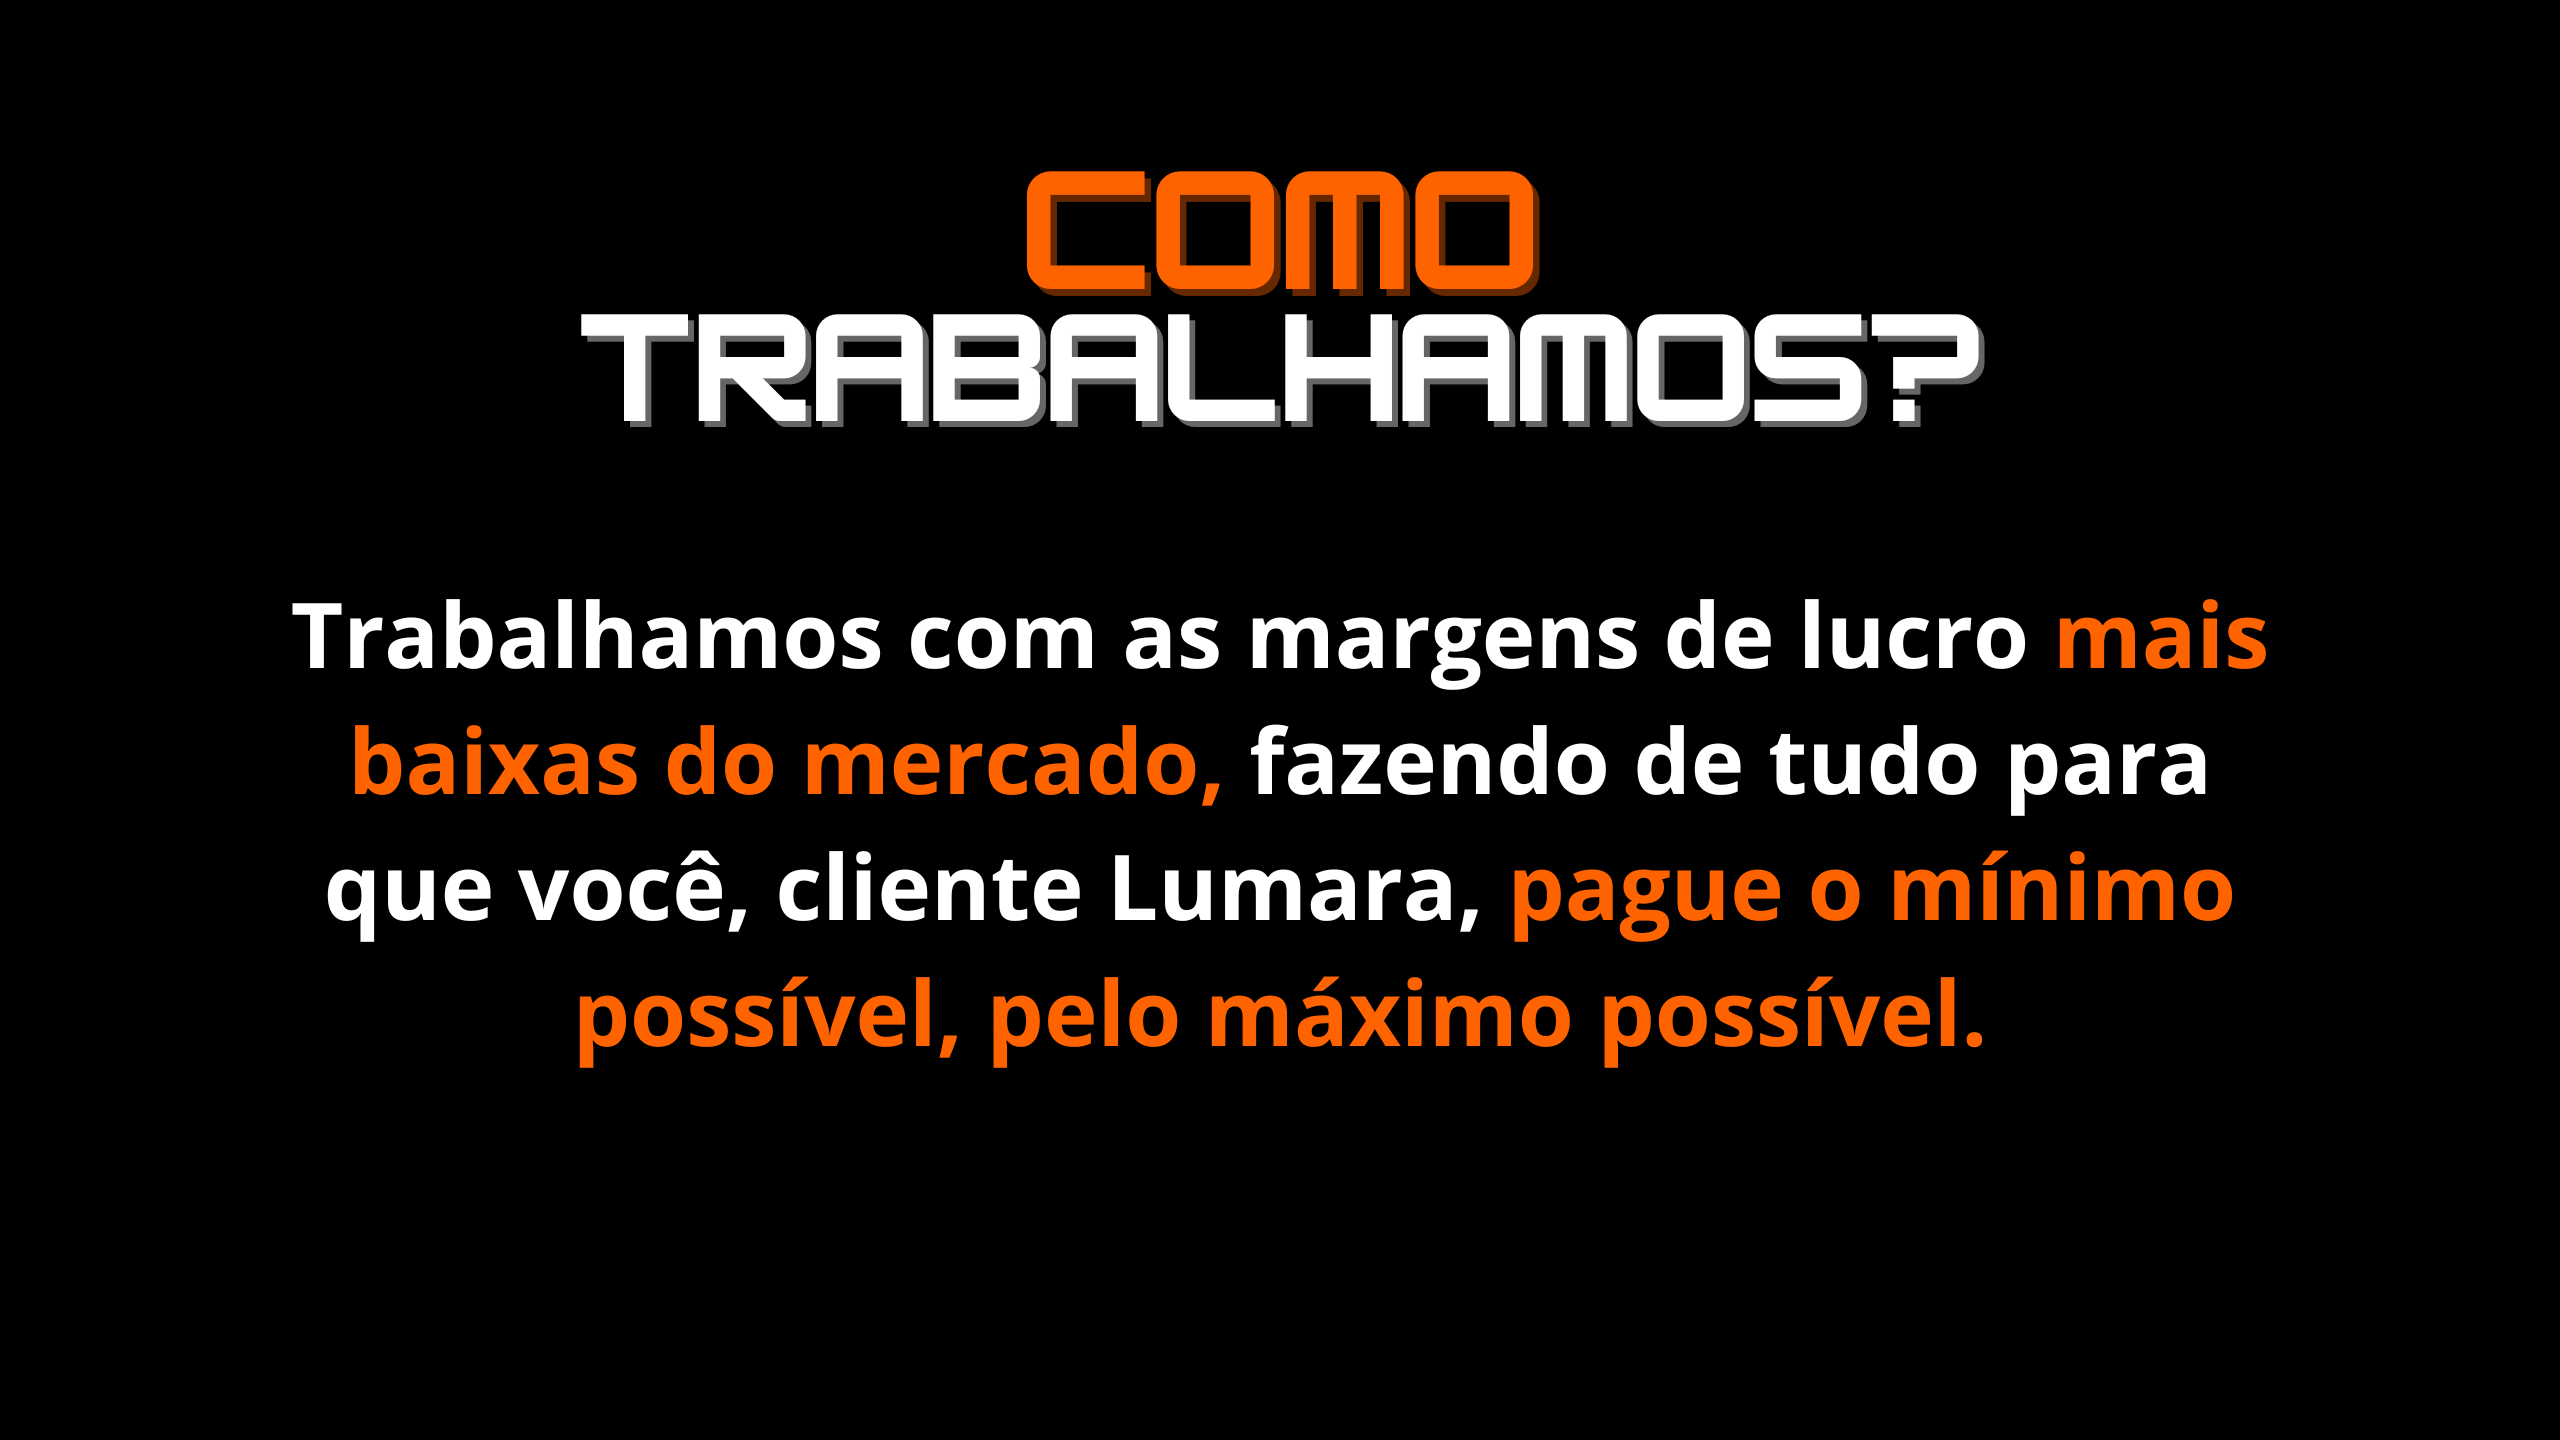 COMO
TRABALHAMOS?
Trabalhamos com as margens de lucro mais
baixas do mercado, fazendo de tudo para
que você, cliente Lumara, pague o mínimo
possível, pelo máximo possível.